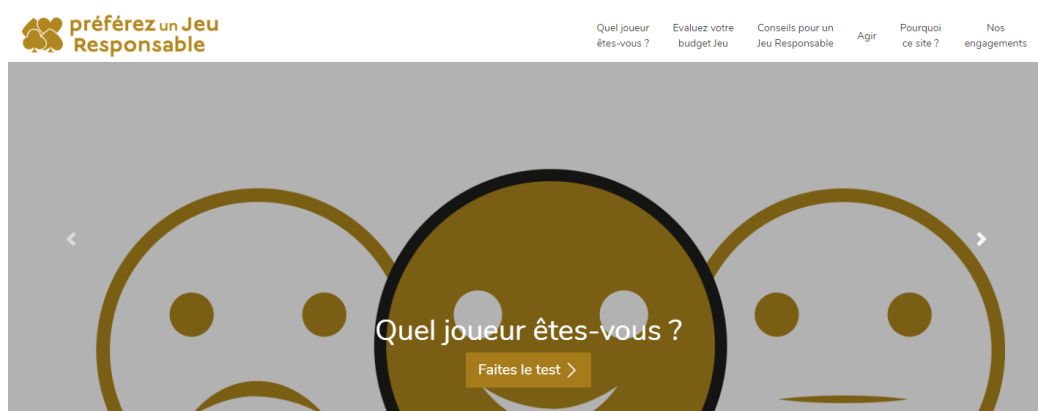 préférez un Jeu
Responsable
Quel joueur
êtes-vous ?
Evaluez votre
budget Jeu
Conseils pour un
Jeu Responsable
Agir
Pourquoi
ce site ?
Nos
engagements
Quel joueur êtes-vous ?
Faites le test